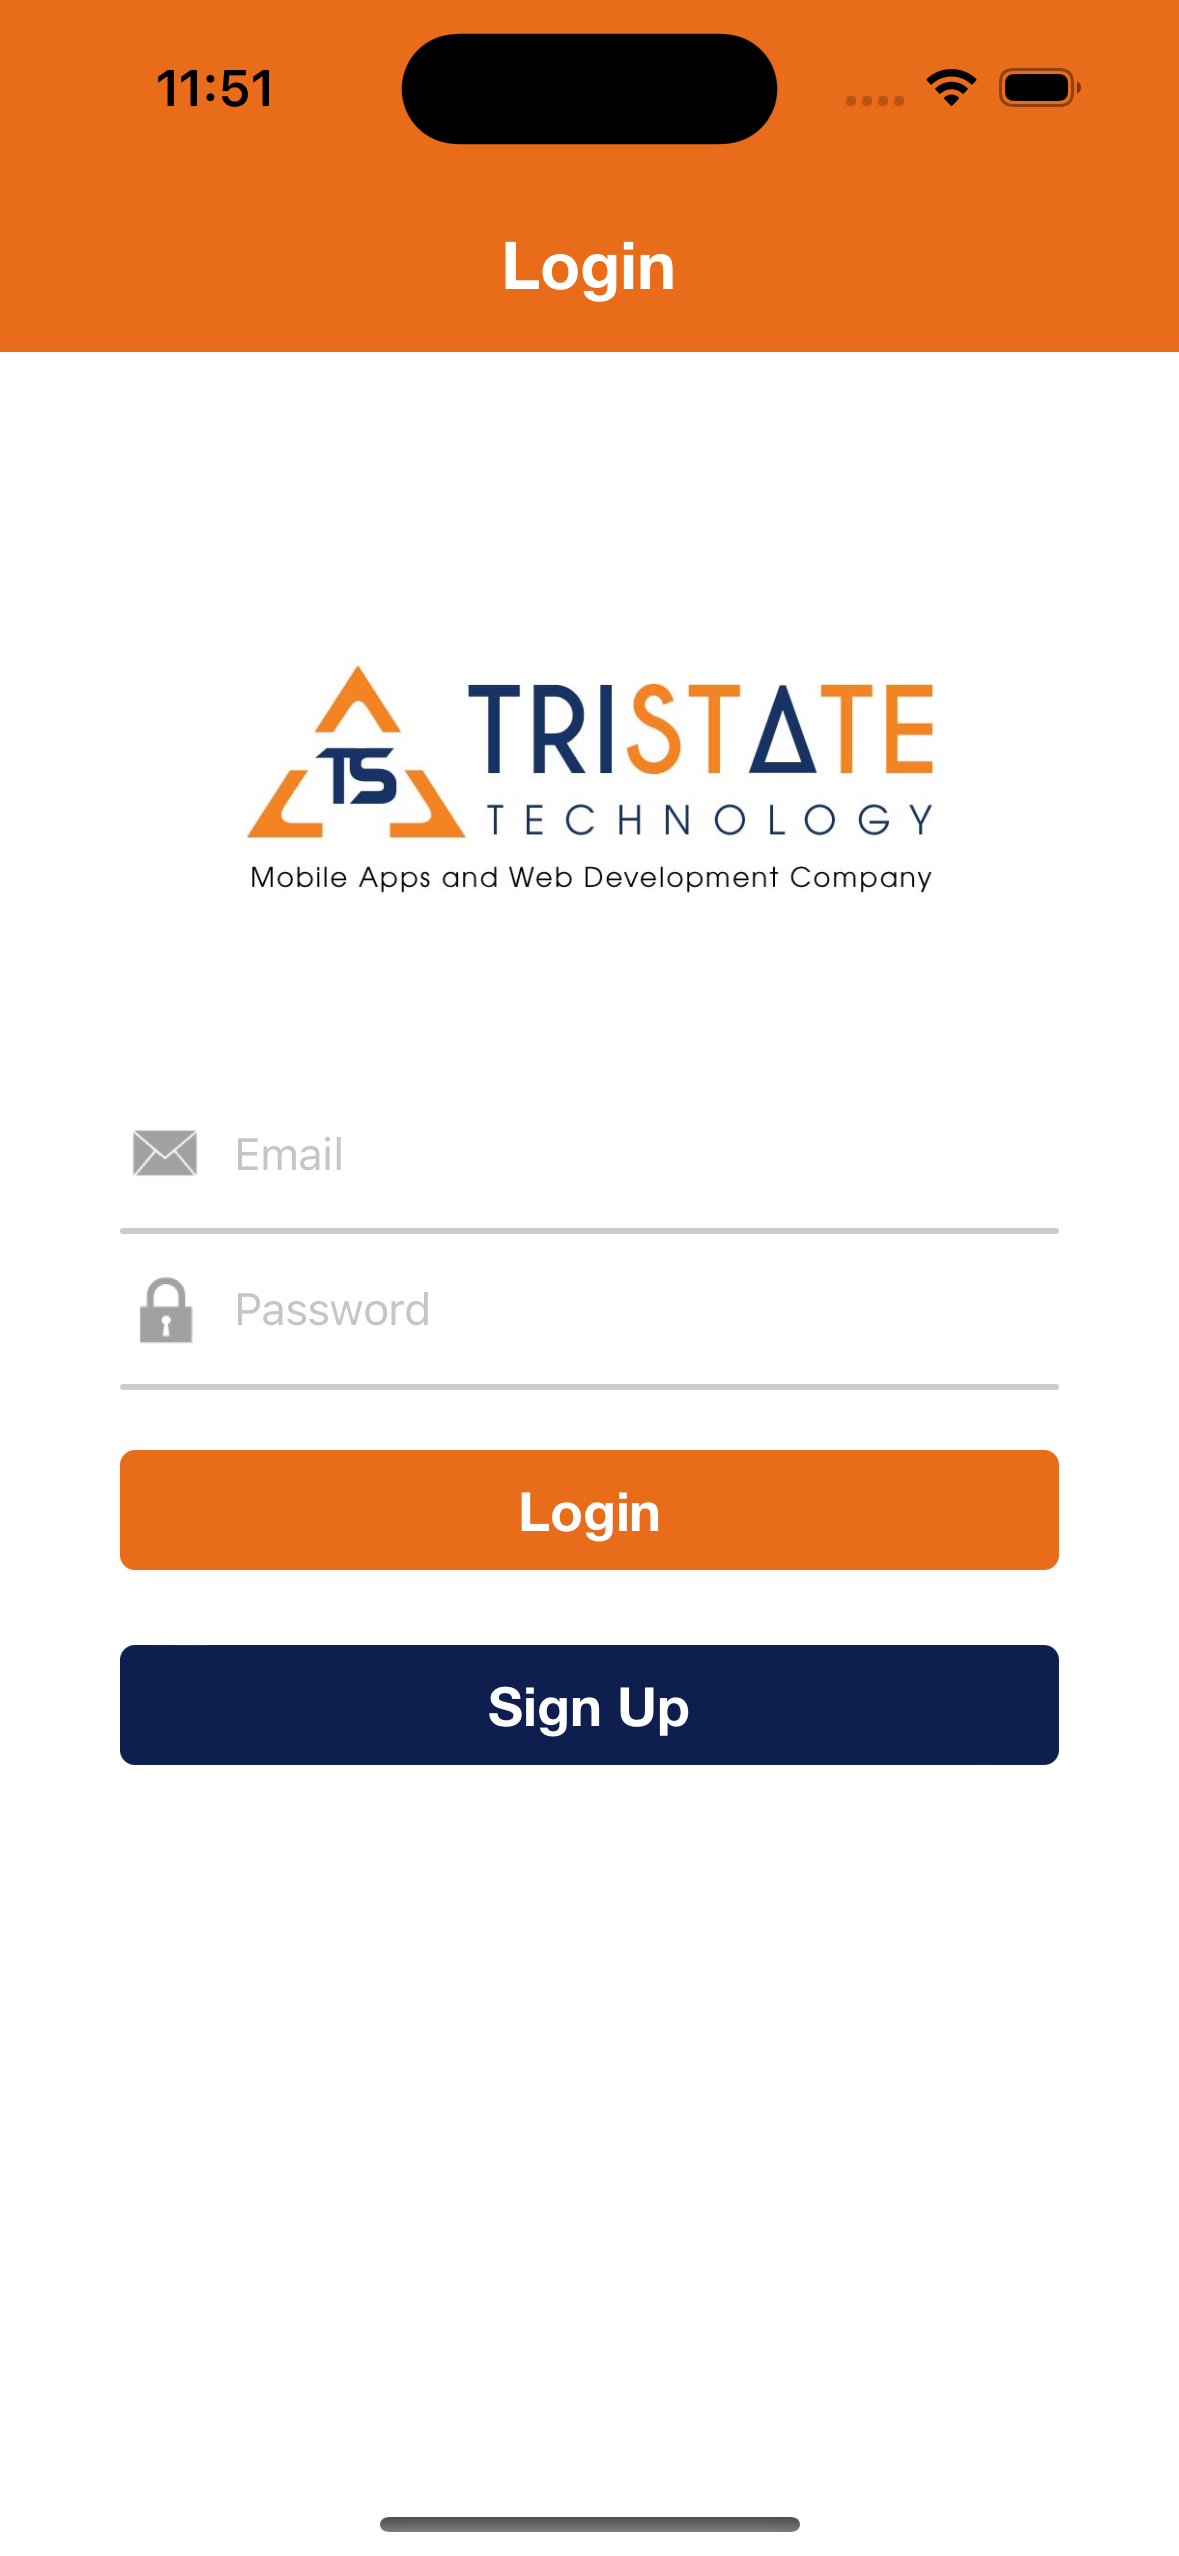 11:51
Login
TS
TRISTATE
TECHNOLOGY
Mobile Apps and Web Development Company
Email
Password
Login
Sign Up